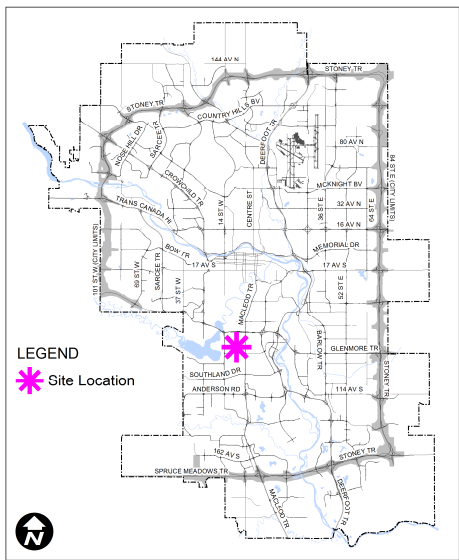 144 AV N
STONEY TR
STONEY TR
COUNTRY HILLS BV
NOSE HILL DR
SARCEE TR
DEERFOOT TR
80 AV N
CROWCHILD TR
MCKNIGHT BV
14 ST W
CENTRE ST
36 ST E
32 AV N
84 ST E (CITY LIMITS)
64 ST E
TRANS CANADA HI
16 AV N
101 ST W (CITY LIMITS)
BOW TR
MEMORIAL DR
17 AV S
17 AV S
69 ST W
SARCEE TR
37 ST W
MACLEOD TR
52 ST E
BARLOW TR
LEGEND
GLENMORE TR
Site Location
SOUTHLAND DR
STONEY TR
ANDERSON RD
114 AV S
162 AV S
STONEY TR
SPRUCE MEADOWS TR
MACLEOD TR
DEERFOOT TR
N